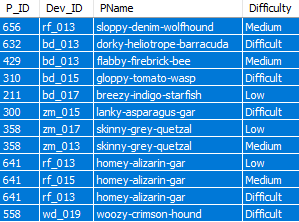 P_ID Dev_ID PName Difficulty
656 rf_013 sloppy-denim-wolfhound Medium
632 bd_013 dorky-heliotrope-barracuda Difficult
429 bd_013 flabby-firebrick-bee Medium
310 bd_015 gloppy-tomato-wasp Difficult
211 bd_017 breezy-indigo-starfish Low
300 zm_015 lanky-asparagus-gar Difficult
358 zm_017 skinny-grey-quetzal Low
358 zm_013 skinny-grey-quetzal Medium
641 rf_013 homey-alizarin-gar Low
641 rf_015 homey-alizarin-gar Medium
641 rf_013 homey-alizarin-gar Difficult
558 wd_019 woozy-crimson-hound Difficult